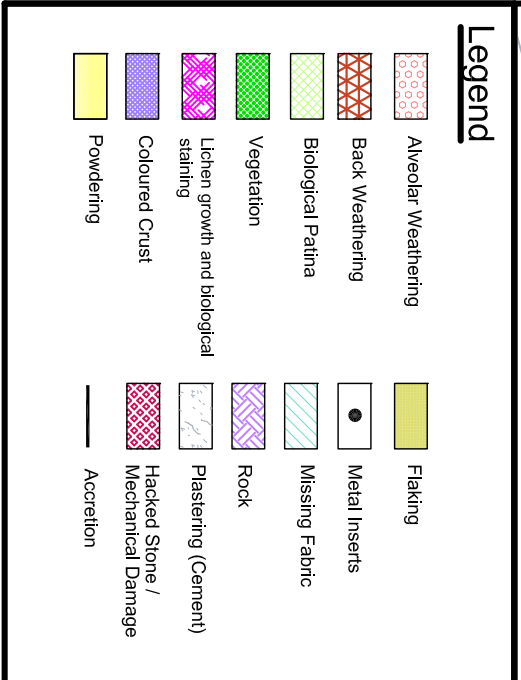 Legend
Alveolar Weathering
Back Weathering
Biological Patina
Vegetation
Lichen growth and biological
staining
Coloured Crust
Powdering
Flaking
Metal Inserts
Missing Fabric
Rock
Plastering (Cement)
Hacked Stone /
Mechanical Damage
Accretion